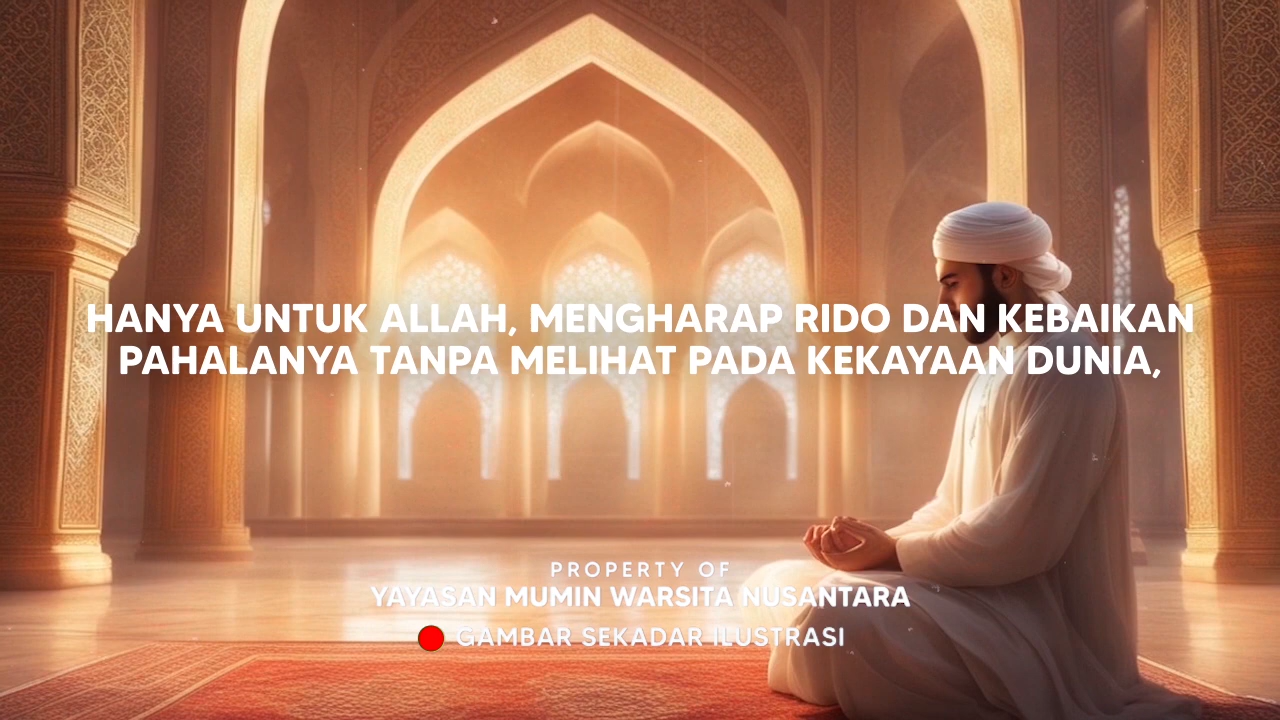 HANYA UNTUK ALLAH, MENGHARAP RIDO DAN KEBAIKAN
PAHALANYA TANPA MELIHAT PADA KEKAYAAN DUNIA,
PROPERTY OF
YAYASAN MUMIN WARSITA NUSANTARA
GAMBAR SEKADAR ILUSTRASI